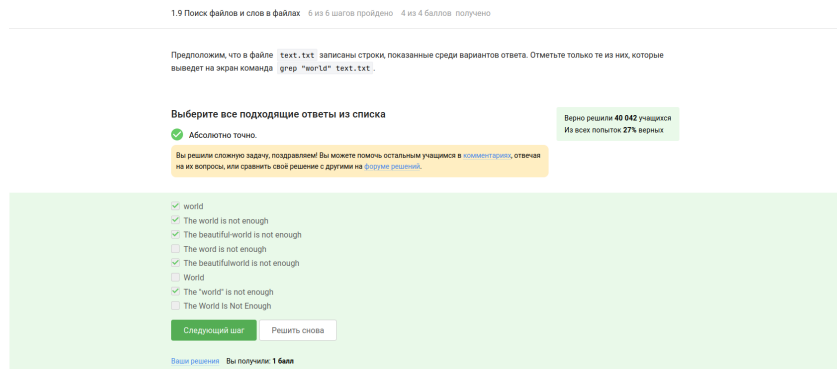 1.9 Поиск файлов и слов в файлах 6 из 6 шагов пройдено 4 из 4 баллов получено
Предположим, что в файле text.txt записаны строки, показанные среди вариантов ответа. Отметьте только те из них, которые
выведет на экран команда grep "world" text.txt .
Выберите все подходящие ответы из списка
Верно решили 40 042 учащихся
Из всех попыток 27% верных
Абсолютно точно.
Вы решили сложную задачу, поздравляем! Вы можете помочь остальным учащимся в комментариях, отвечая
на их вопросы, или сравнить своё решение с другими на форуме решений.
world
The world is not enough
The beautiful-world is not enough
The word is not enough
The beautifulworld is not enough
World
The "world" is not enough
The World Is Not Enough
Следующий шаг Решить снова
Ваши решения Вы получили: 1 балл